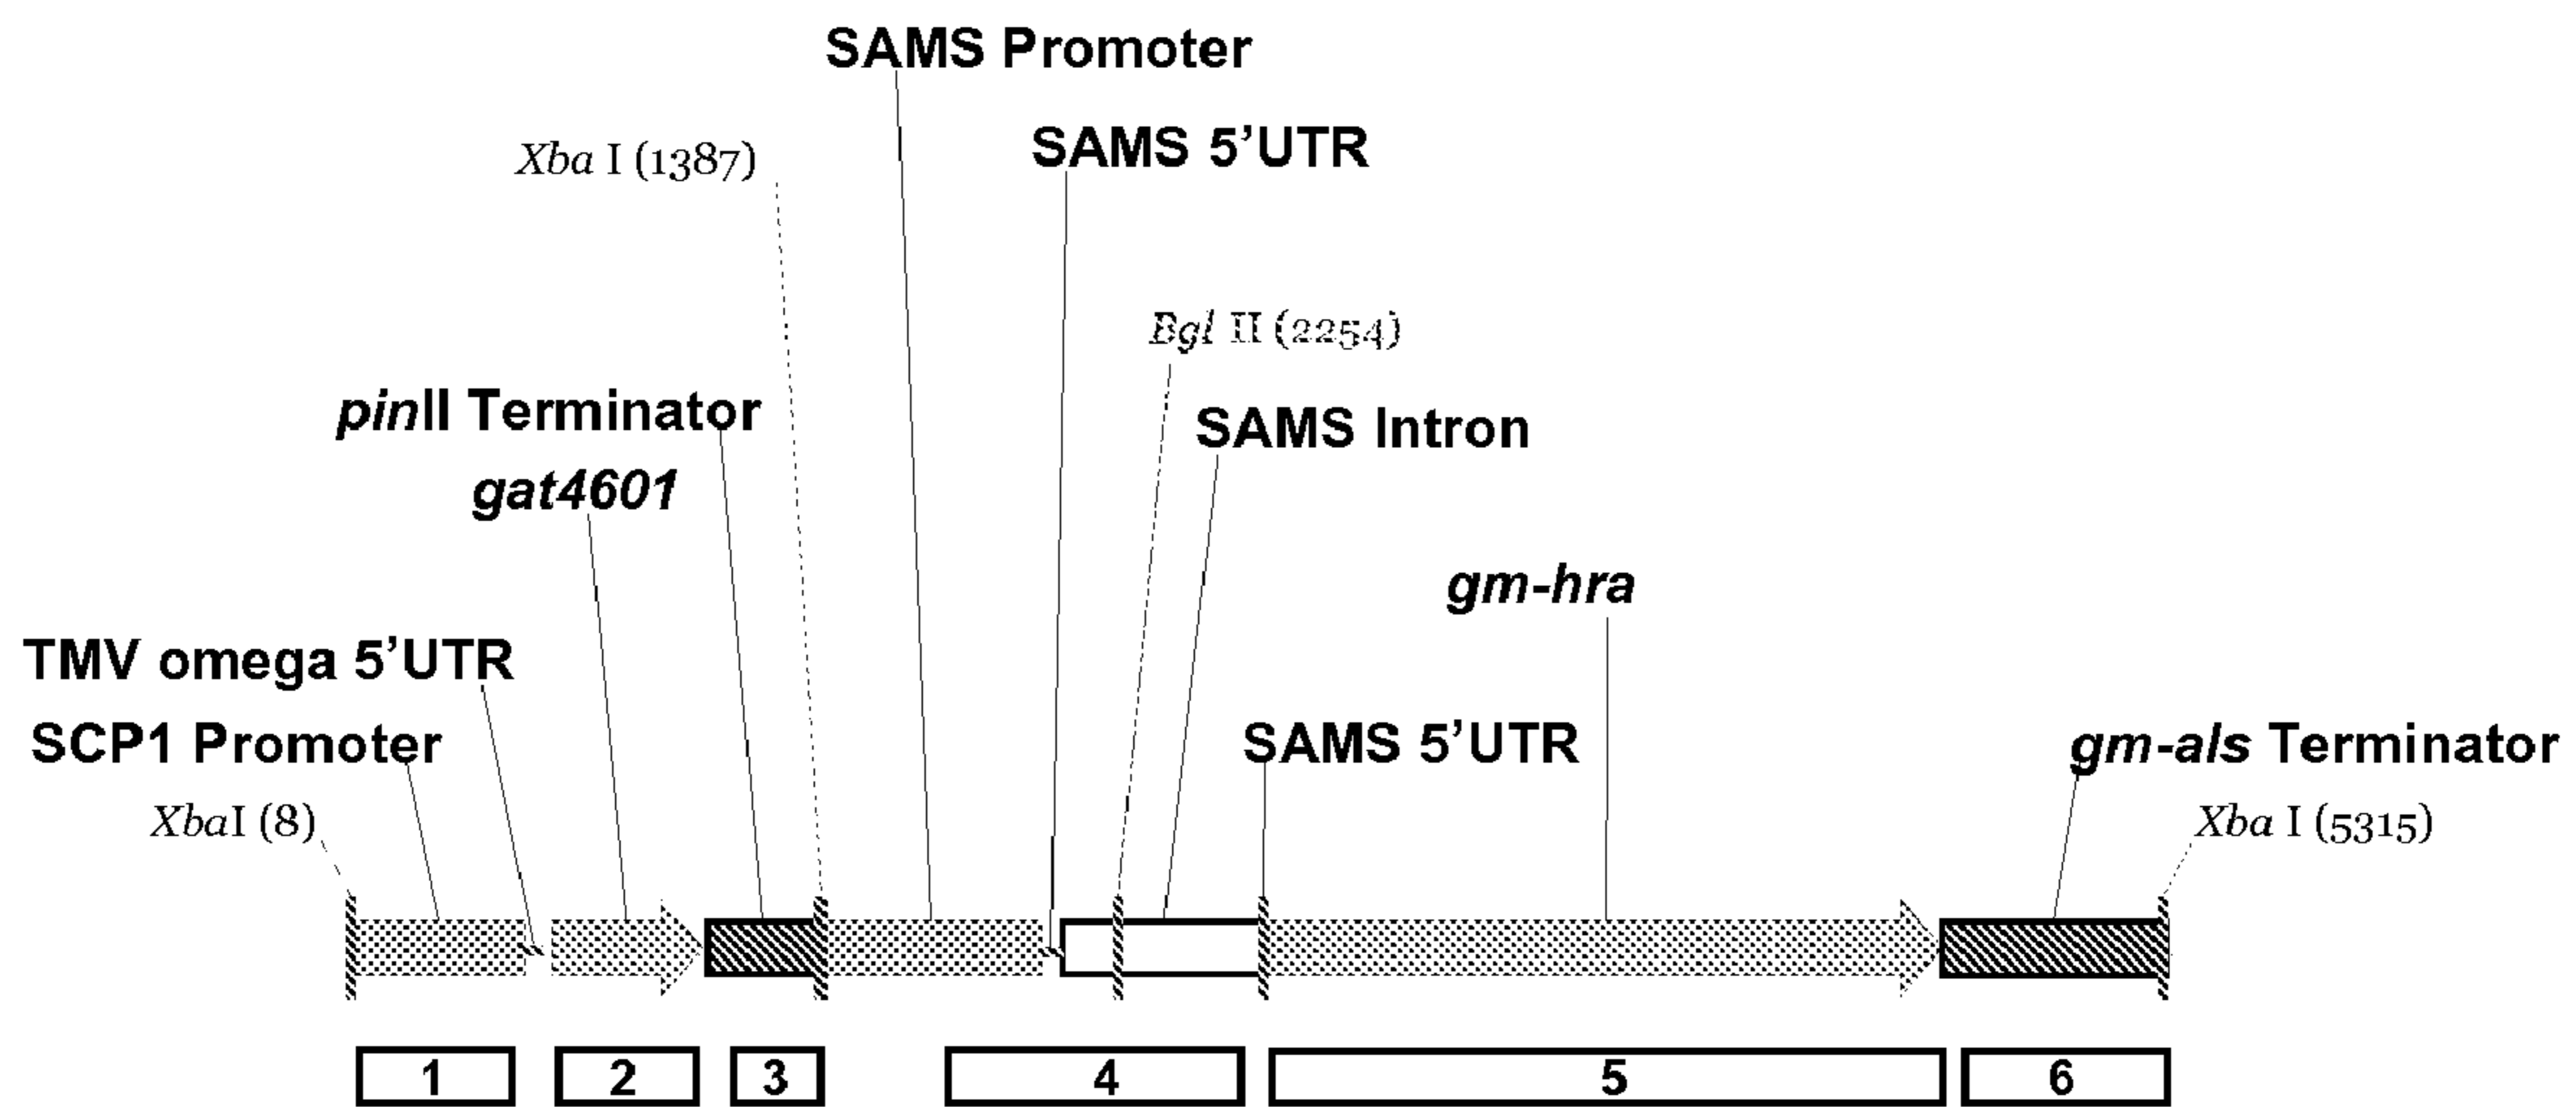 SAMS Promoter
SAMS 5’UTR
Xba I (1387)
Bgl II (2254)
pinII Terminator
SAMS Intron
gat4601
gm-hra
TMV omega 5’UTR
SCP1 Promoter
SAMS 5’UTR
gm-als Terminator
XbaI (8)
Xba I (5315)
1 2 3 4 5 6